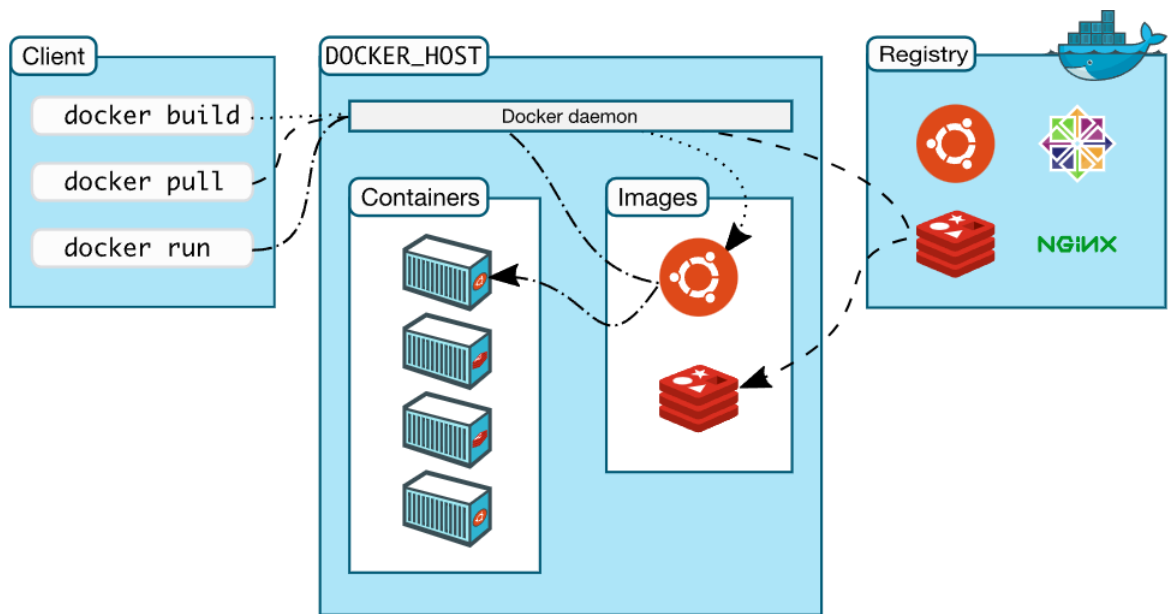 Client
docker build
docker pull
docker run
DOCKER_HOST
Docker daemon
Containers
Images
Registry
NGINX